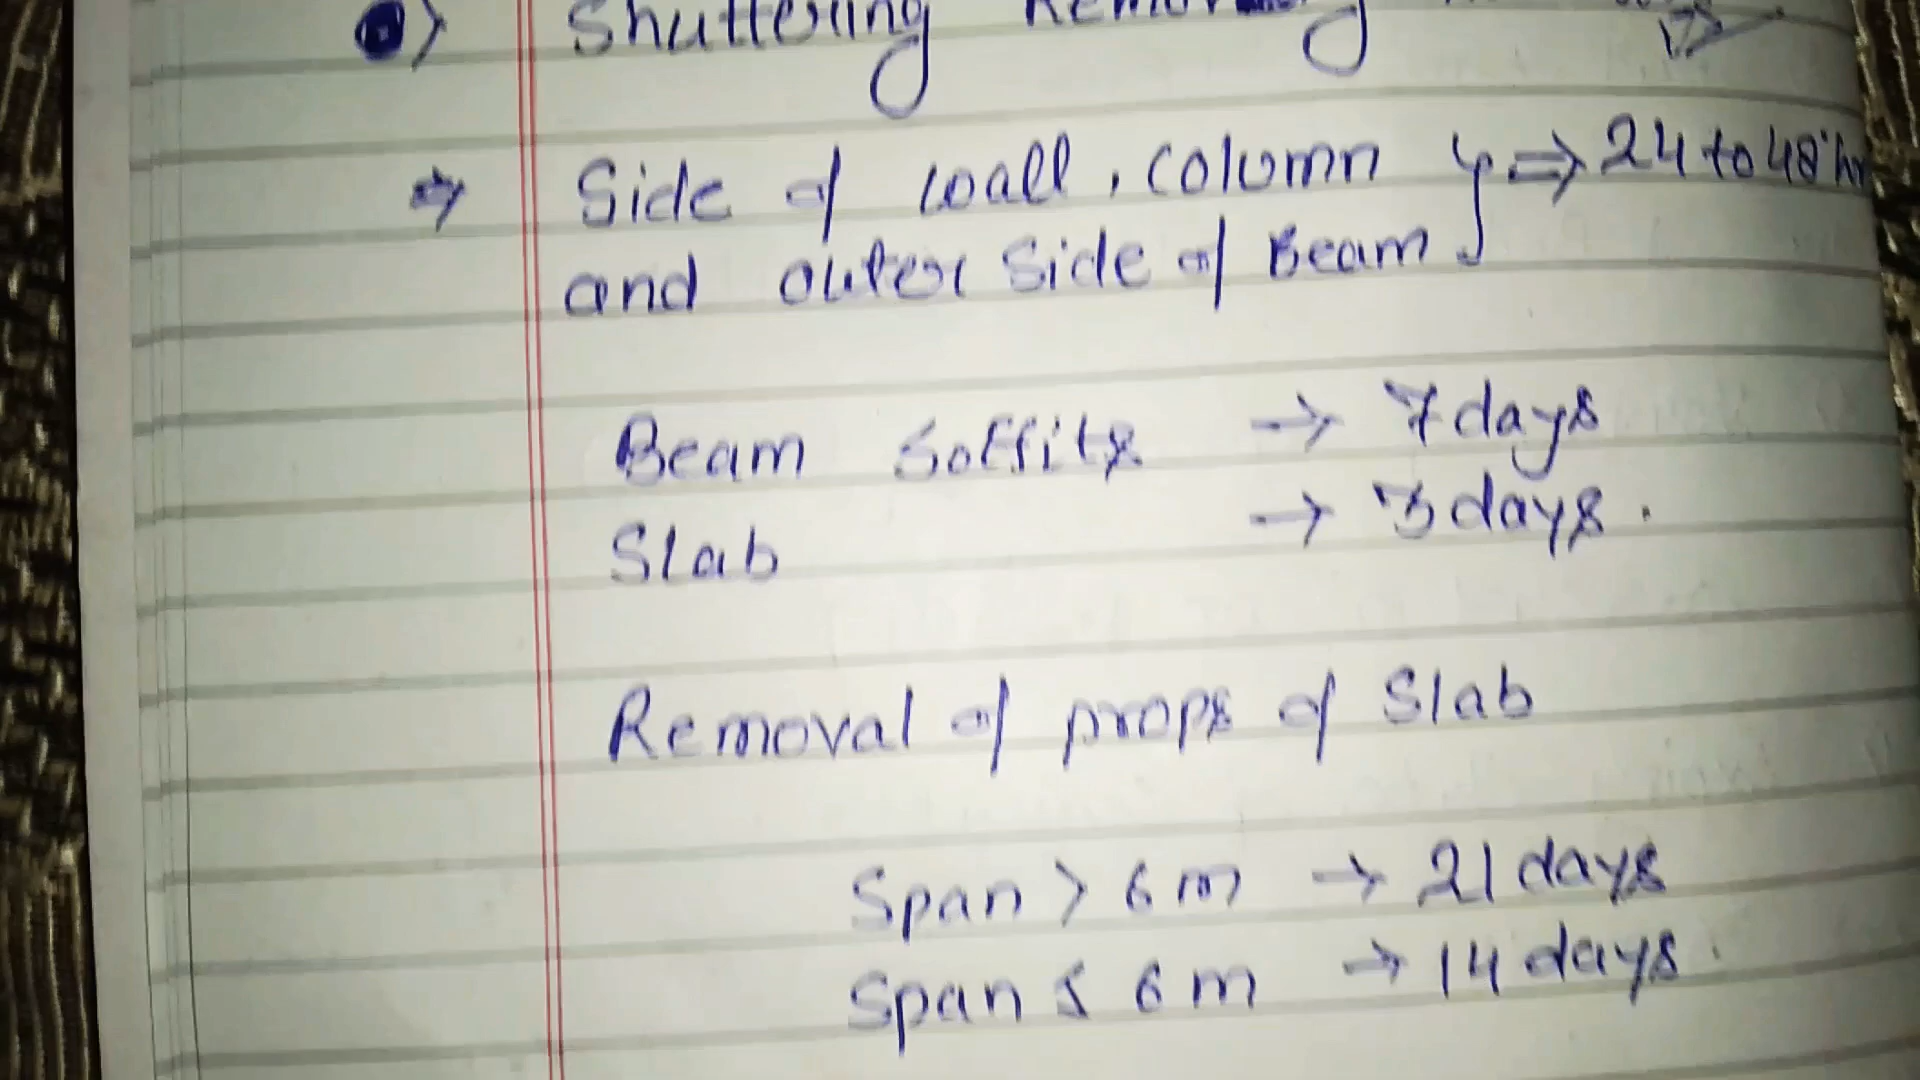 Shuttering Removing
⇒ Side of wall, column } ⇒ 24 to 48 hr
and outer Side of Beam
Beam Soffits → 7 days
Slab → 3 days.
Removal of props of Slab
Span > 6 m → 21 days
Span ≤ 6 m → 14 days.